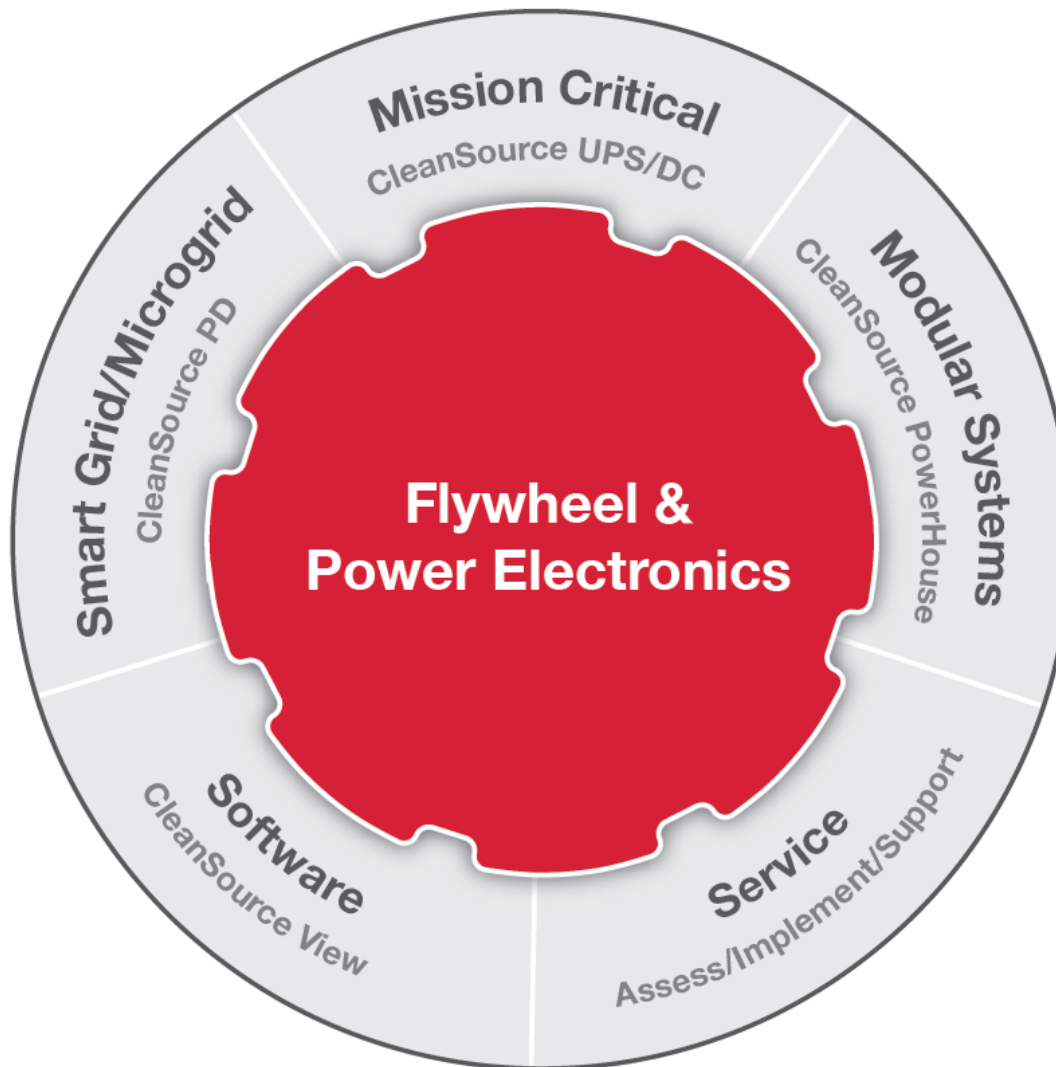 Mission Critical
CleanSource UPS/DC
Modular Systems
CleanSource PowerHouse
Service
Assess/Implement/Support
Software
CleanSource View
Smart Grid/Microgrid
CleanSource PD
Flywheel &
Power Electronics